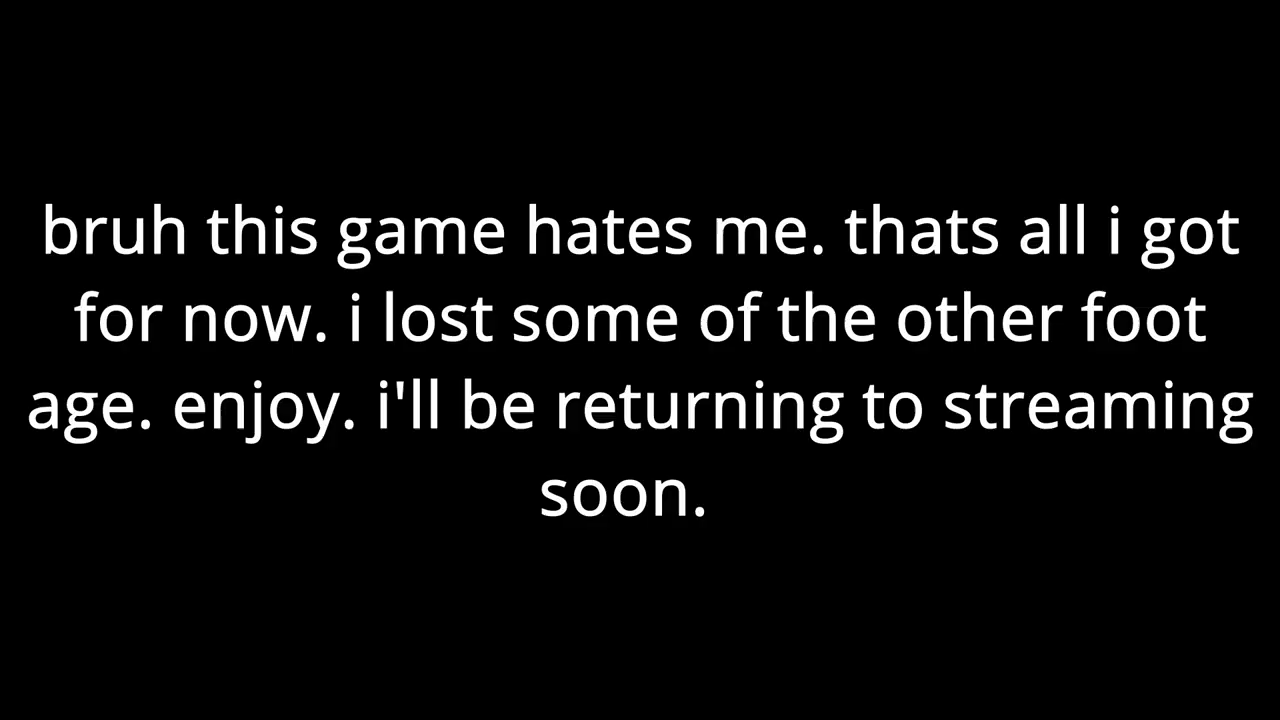 bruh this game hates me. thats all i got
for now. i lost some of the other foot
age. enjoy. i'll be returning to streaming
soon.